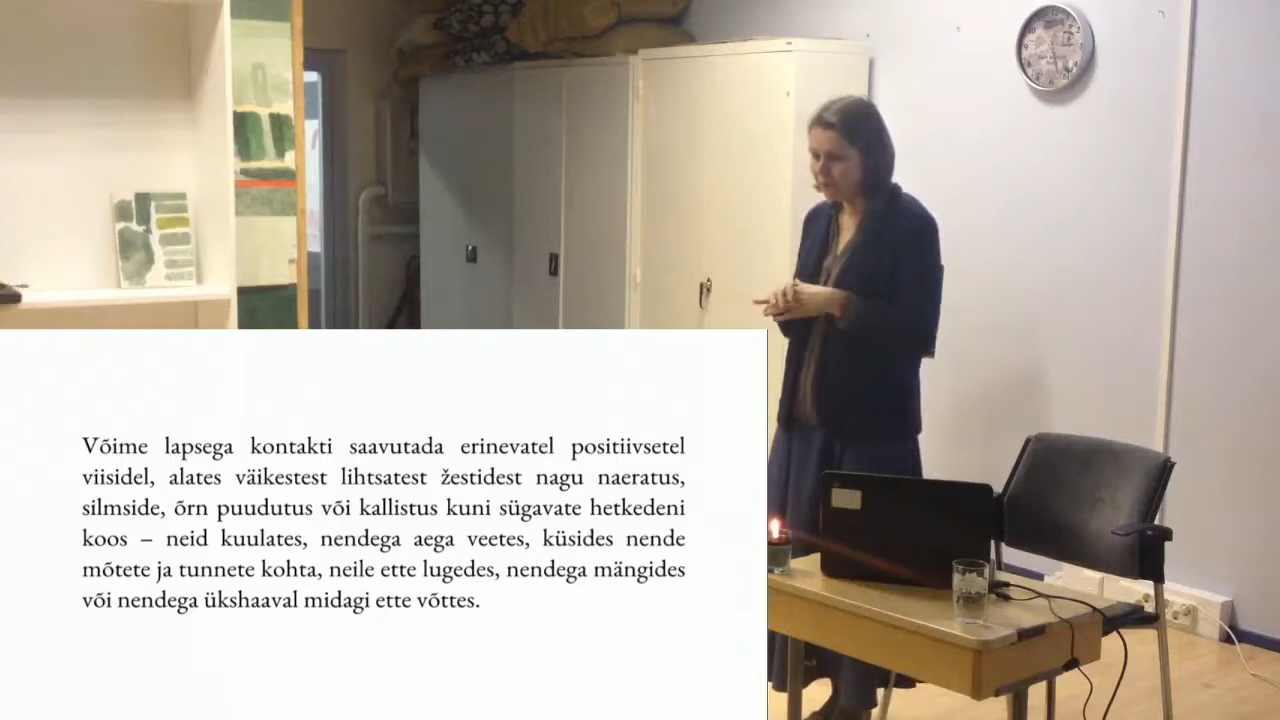 Võime lapsega kontakti saavutada erinevatel positiivsetel
viisidel, alates väikestest lihtsatest žestidest nagu naeratus,
silmside, õrn puudutus või kallistus kuni sügavate hetkedeni
koos – neid kuulates, nendega aega veetes, küsides nende
mõtete ja tunnete kohta, neile ette lugedes, nendega mängides
või nendega ükshaaval midagi ette võttes.